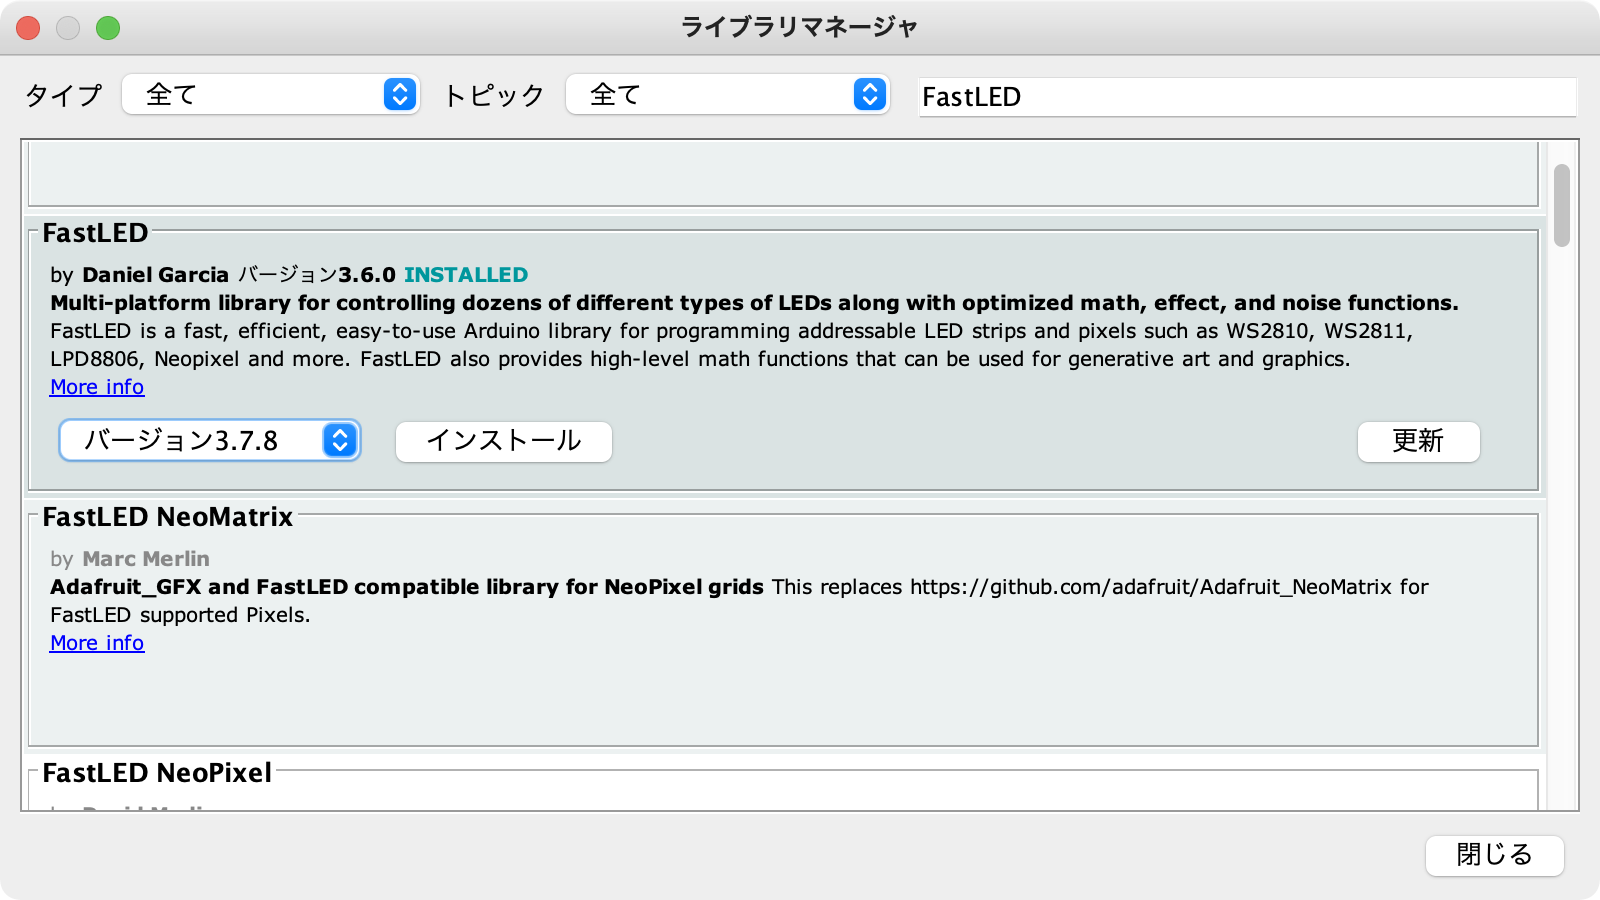 ライブラリマネージャ
タイプ 全て トピック 全て FastLED
FastLED
by Daniel Garcia バージョン3.6.0 INSTALLED
Multi-platform library for controlling dozens of different types of LEDs along with optimized math, effect, and noise functions.
FastLED is a fast, efficient, easy-to-use Arduino library for programming addressable LED strips and pixels such as WS2810, WS2811,
LPD8806, Neopixel and more. FastLED also provides high-level math functions that can be used for generative art and graphics.
More info
バージョン3.7.8 インストール 更新
FastLED NeoMatrix
by Marc Merlin
Adafruit_GFX and FastLED compatible library for NeoPixel grids This replaces https://github.com/adafruit/Adafruit_NeoMatrix for
FastLED supported Pixels.
More info
FastLED NeoPixel
閉じる